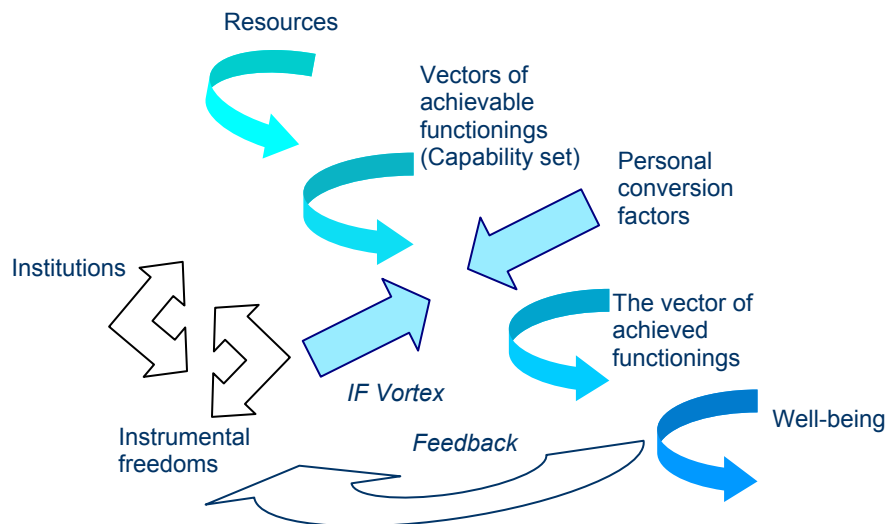 Resources
Vectors of
achievable
functionings
(Capability set)
Personal
conversion
factors
Institutions
The vector of
achieved
functionings
IF Vortex
Instrumental
freedoms
Feedback
Well-being